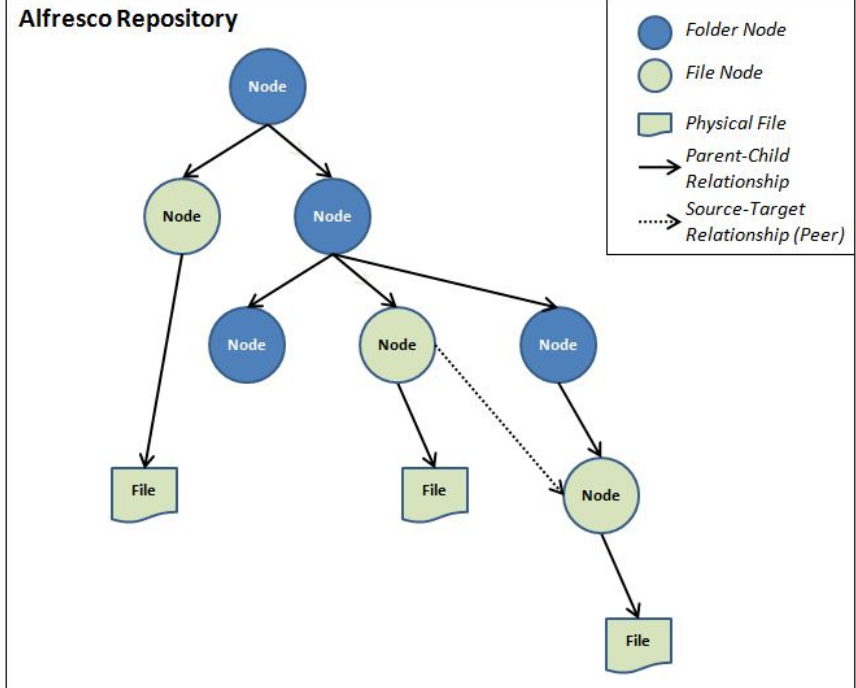 Alfresco Repository
Folder Node
File Node
Physical File
Parent-Child
Relationship
Source-Target
Relationship (Peer)
Node
Node
Node
Node
Node
Node
File
File
Node
File